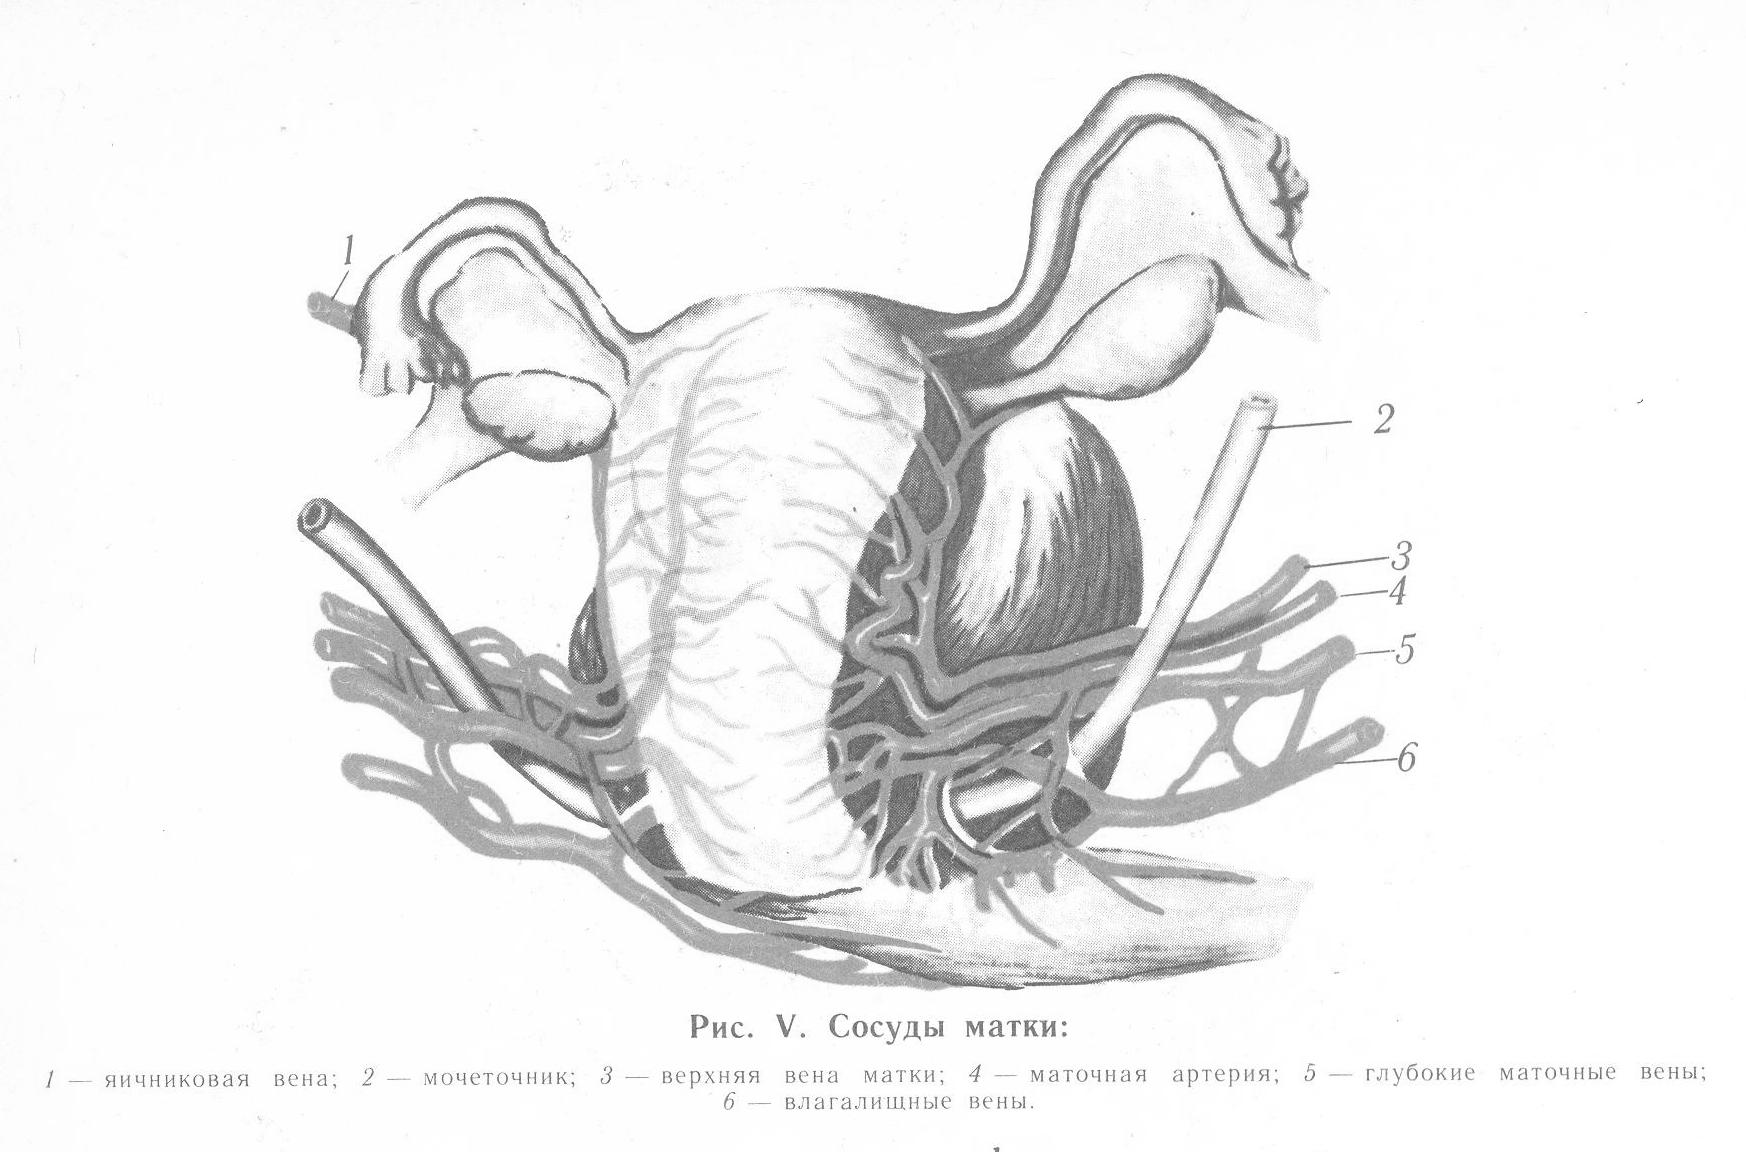 1
2
3
4
5
6
Рис. V. Сосуды матки:
1 — яичниковая вена; 2 — мочеточник; 3 — верхняя вена матки; 4 — маточная артерия; 5 — глубокие маточные вены;
6 — влагалищные вены.